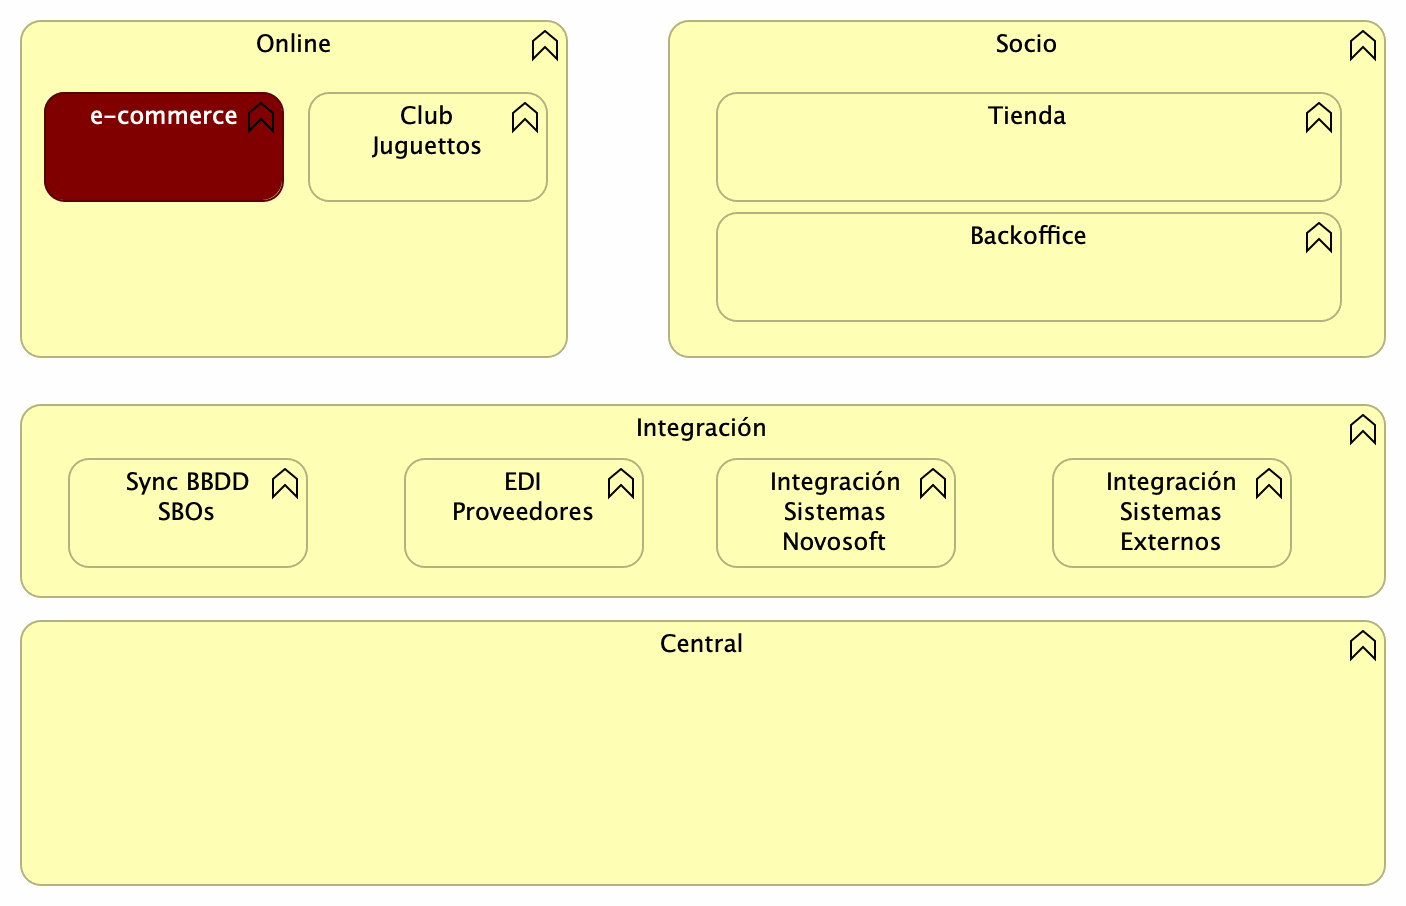 Online
e-commerce
Club
Juguettos
Socio
Tienda
Backoffice
Integración
Sync BBDD
SBOs
EDI
Proveedores
Integración
Sistemas
Novosoft
Integración
Sistemas
Externos
Central